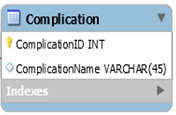 Complication
ComplicationID INT
ComplicationName VARCHAR(45)
Indexes